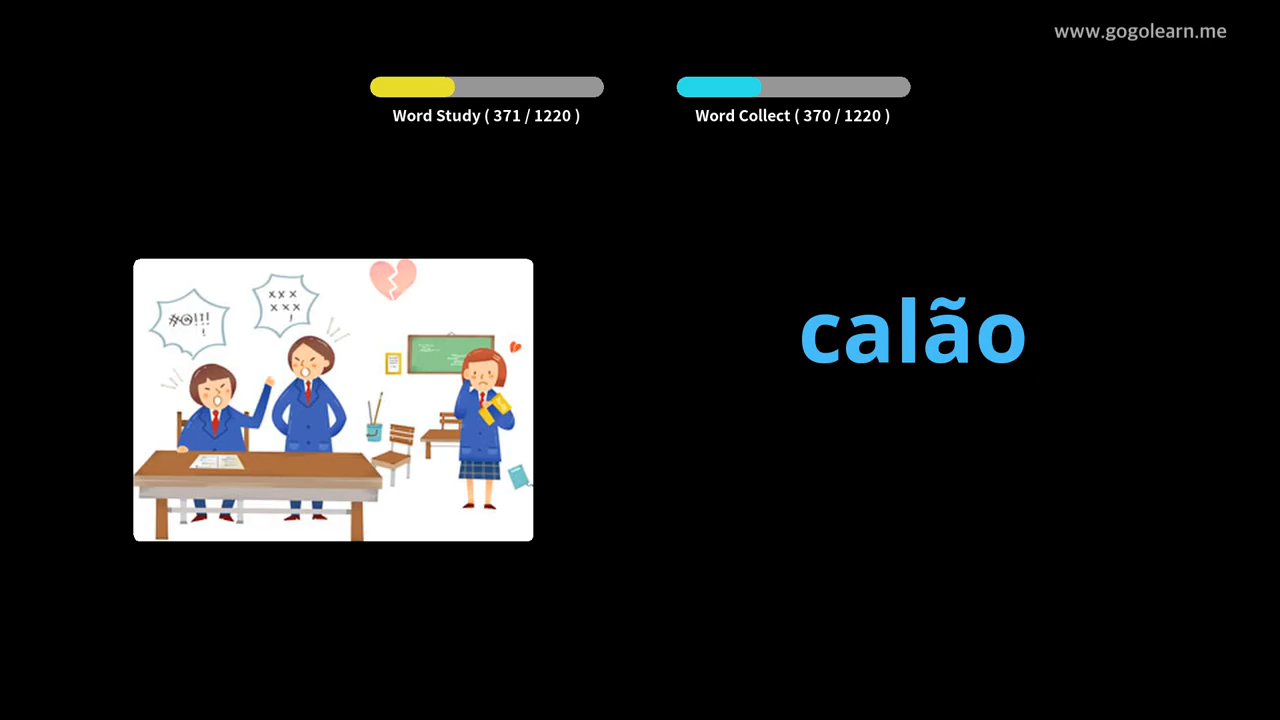 www.gogolearn.me
Word Study ( 371 / 1220 )
Word Collect ( 370 / 1220 )
#@!?!
!
x x x
x x x
!
calão